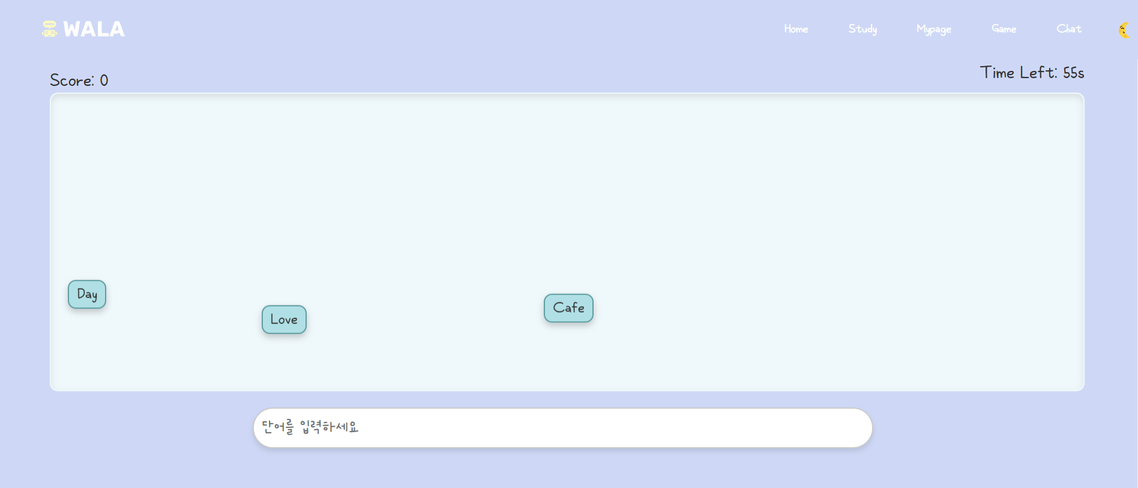 WALA
Home Study Mypage Game Chat
Score: 0
Time Left: 55s
Day
Love
Cafe
단어를 입력하세요